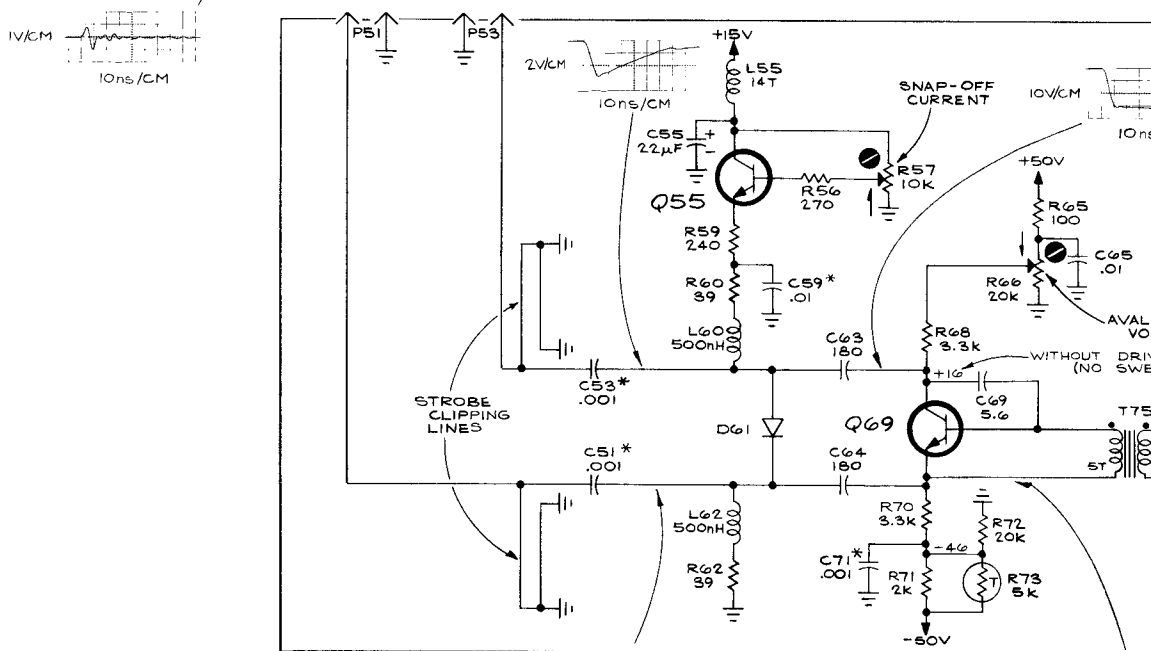 1V/CM
10ns/CM
P51
P53
2V/CM
10ns/CM
+15V
L55
14T
SNAP-OFF
CURRENT
10V/CM
10ns
C55
22µF
+
−
Q55
R56
270
R57
10K
+50V
R65
100
C65
.01
R66
20K
R59
240
R60
39
C59*
.01
L60
500nH
AVAL
VO
C63
180
R68
3.3K
WITHOUT DRIV
(NO SWE
+16
C69
5.6
C53*
.001
STROBE
CLIPPING
LINES
D61
Q69
T75
5T
C51*
.001
C64
180
L62
500nH
R70
3.3K
R72
20K
C71*
.001
-46
R62
39
R71
2K
T
R73
5K
-50V